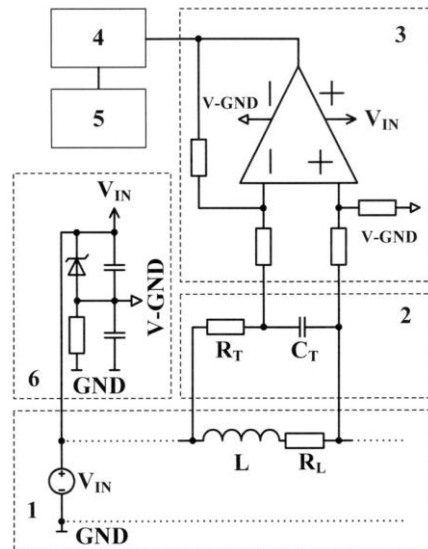 4
3
V-GND
V_IN
5
V_IN
V-GND
V-GND
2
R_T
C_T
6
GND
L
R_L
V_IN
1
GND